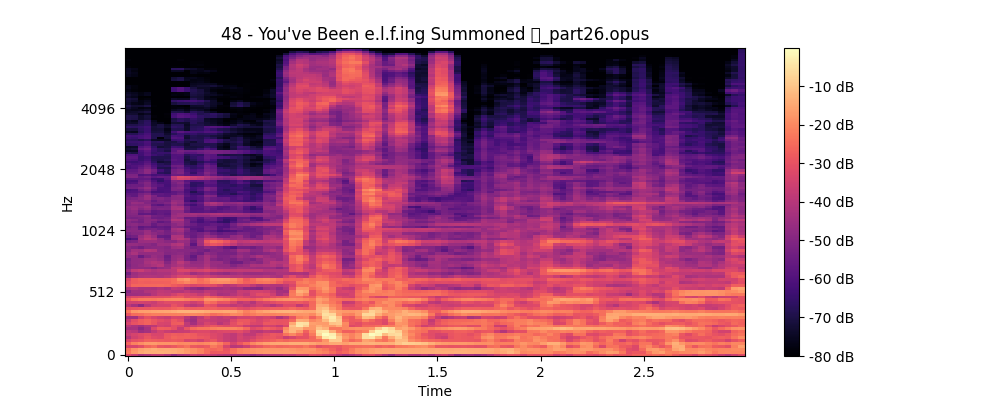 48 - You've Been e.l.f.ing Summoned _part26.opus
4096
2048
1024
512
0
Hz
0
0.5
1
1.5
2
2.5
Time
-10 dB
-20 dB
-30 dB
-40 dB
-50 dB
-60 dB
-70 dB
-80 dB